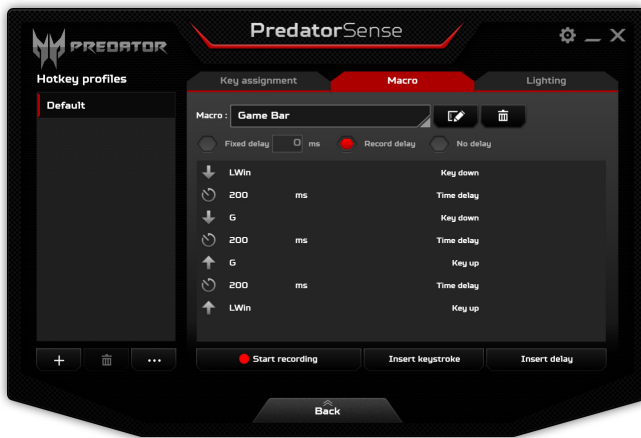 PredatorSense
PREDATOR
Hotkey profiles
Default
Key assignment
Macro
Lighting
Macro : Game Bar
Fixed delay 0 ms Record delay No delay
LWin Key down
200 ms Time delay
G Key down
200 ms Time delay
G Key up
200 ms Time delay
LWin Key up
Start recording
Insert keystroke
Insert delay
Back